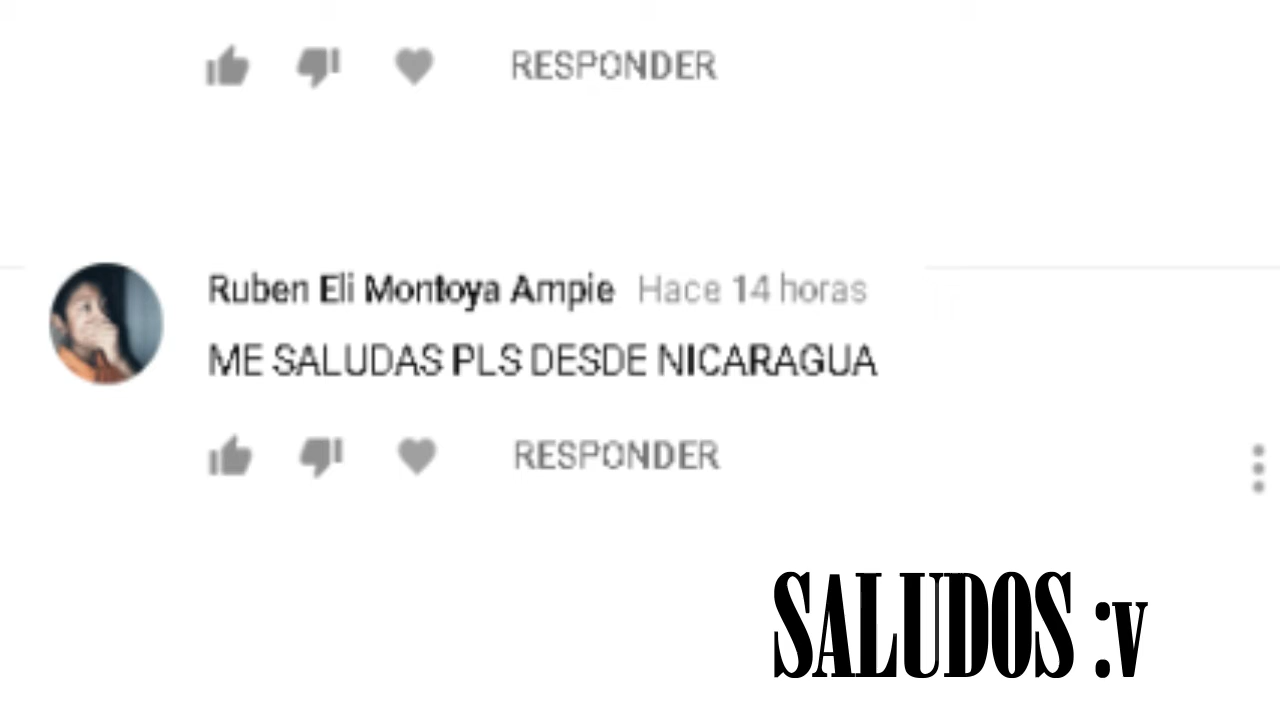 RESPONDER
Ruben Eli Montoya Ampie Hace 14 horas
ME SALUDAS PLS DESDE NICARAGUA
RESPONDER
SALUDOS :v